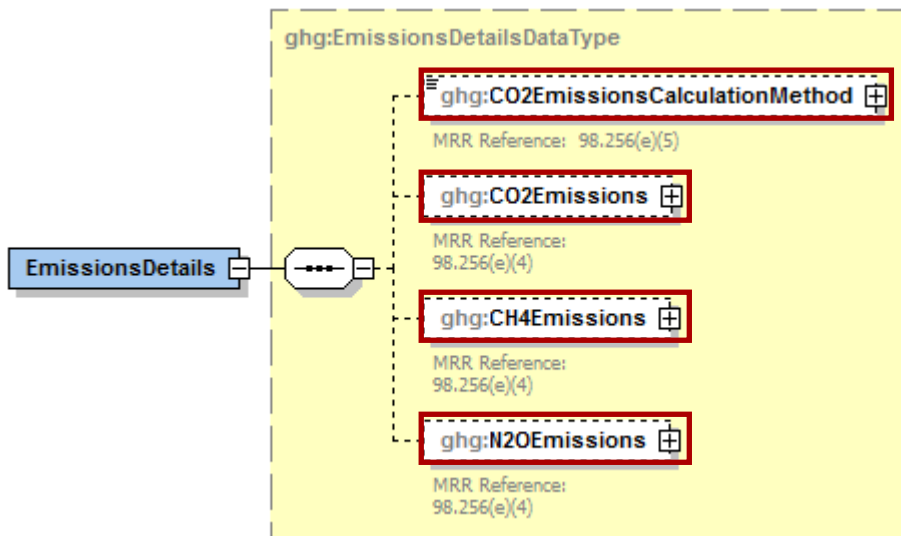 ghg:EmissionsDetailsDataType
ghg:CO2EmissionsCalculationMethod
MRR Reference: 98.256(e)(5)
ghg:CO2Emissions
MRR Reference:
98.256(e)(4)
EmissionsDetails
ghg:CH4Emissions
MRR Reference:
98.256(e)(4)
ghg:N2OEmissions
MRR Reference:
98.256(e)(4)